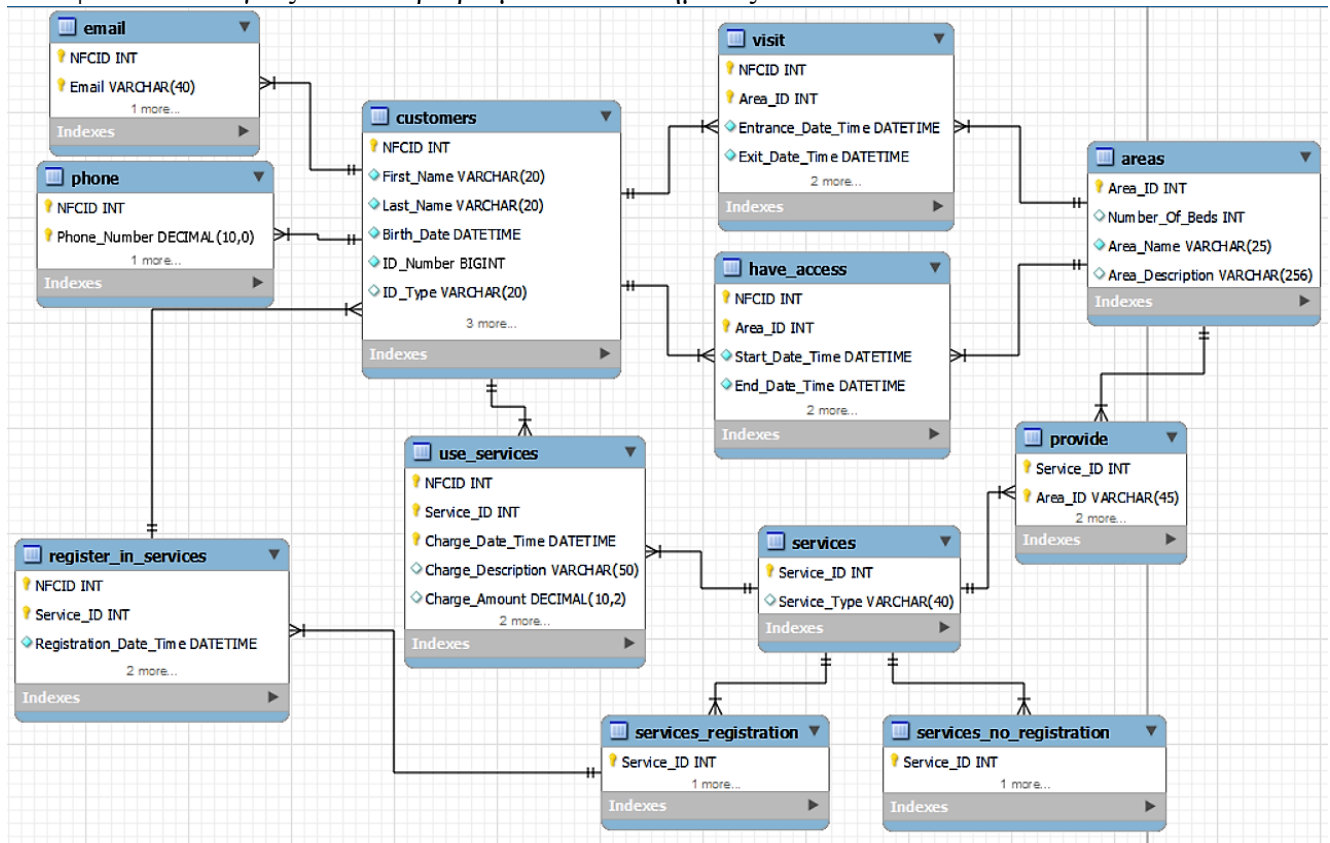 email
NFCID INT
Email VARCHAR(40)
1 more...
Indexes
phone
NFCID INT
Phone_Number DECIMAL(10,0)
1 more...
Indexes
customers
NFCID INT
First_Name VARCHAR(20)
Last_Name VARCHAR(20)
Birth_Date DATETIME
ID_Number BIGINT
ID_Type VARCHAR(20)
3 more...
Indexes
visit
NFCID INT
Area_ID INT
Entrance_Date_Time DATETIME
Exit_Date_Time DATETIME
2 more...
Indexes
areas
Area_ID INT
Number_Of_Beds INT
Area_Name VARCHAR(25)
Area_Description VARCHAR(256)
Indexes
have_access
NFCID INT
Area_ID INT
Start_Date_Time DATETIME
End_Date_Time DATETIME
2 more...
Indexes
use_services
NFCID INT
Service_ID INT
Charge_Date_Time DATETIME
Charge_Description VARCHAR(50)
Charge_Amount DECIMAL(10,2)
2 more...
Indexes
provide
Service_ID INT
Area_ID VARCHAR(45)
2 more...
Indexes
register_in_services
NFCID INT
Service_ID INT
Registration_Date_Time DATETIME
2 more...
Indexes
services
Service_ID INT
Service_Type VARCHAR(40)
Indexes
services_registration
Service_ID INT
1 more...
Indexes
services_no_registration
Service_ID INT
1 more...
Indexes